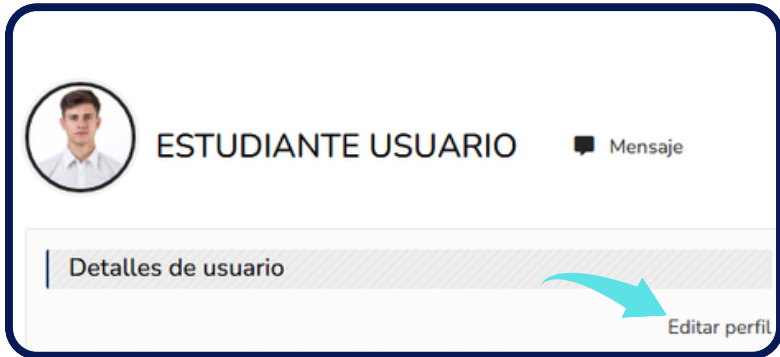 ESTUDIANTE USUARIO
Mensaje
Detalles de usuario
Editar perfil